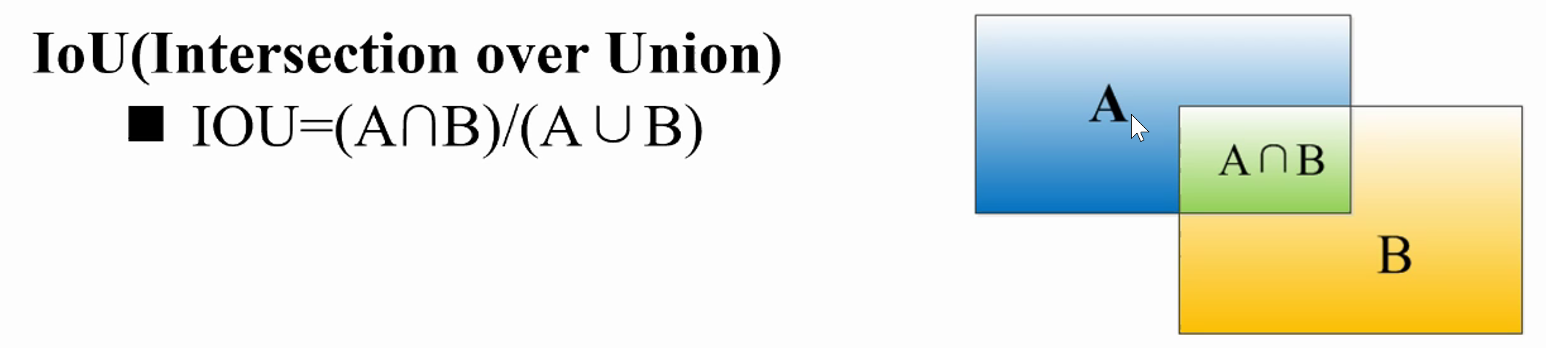 IoU(Intersection over Union)
■ IOU=(A∩B)/(A∪B)
A
A∩B
B